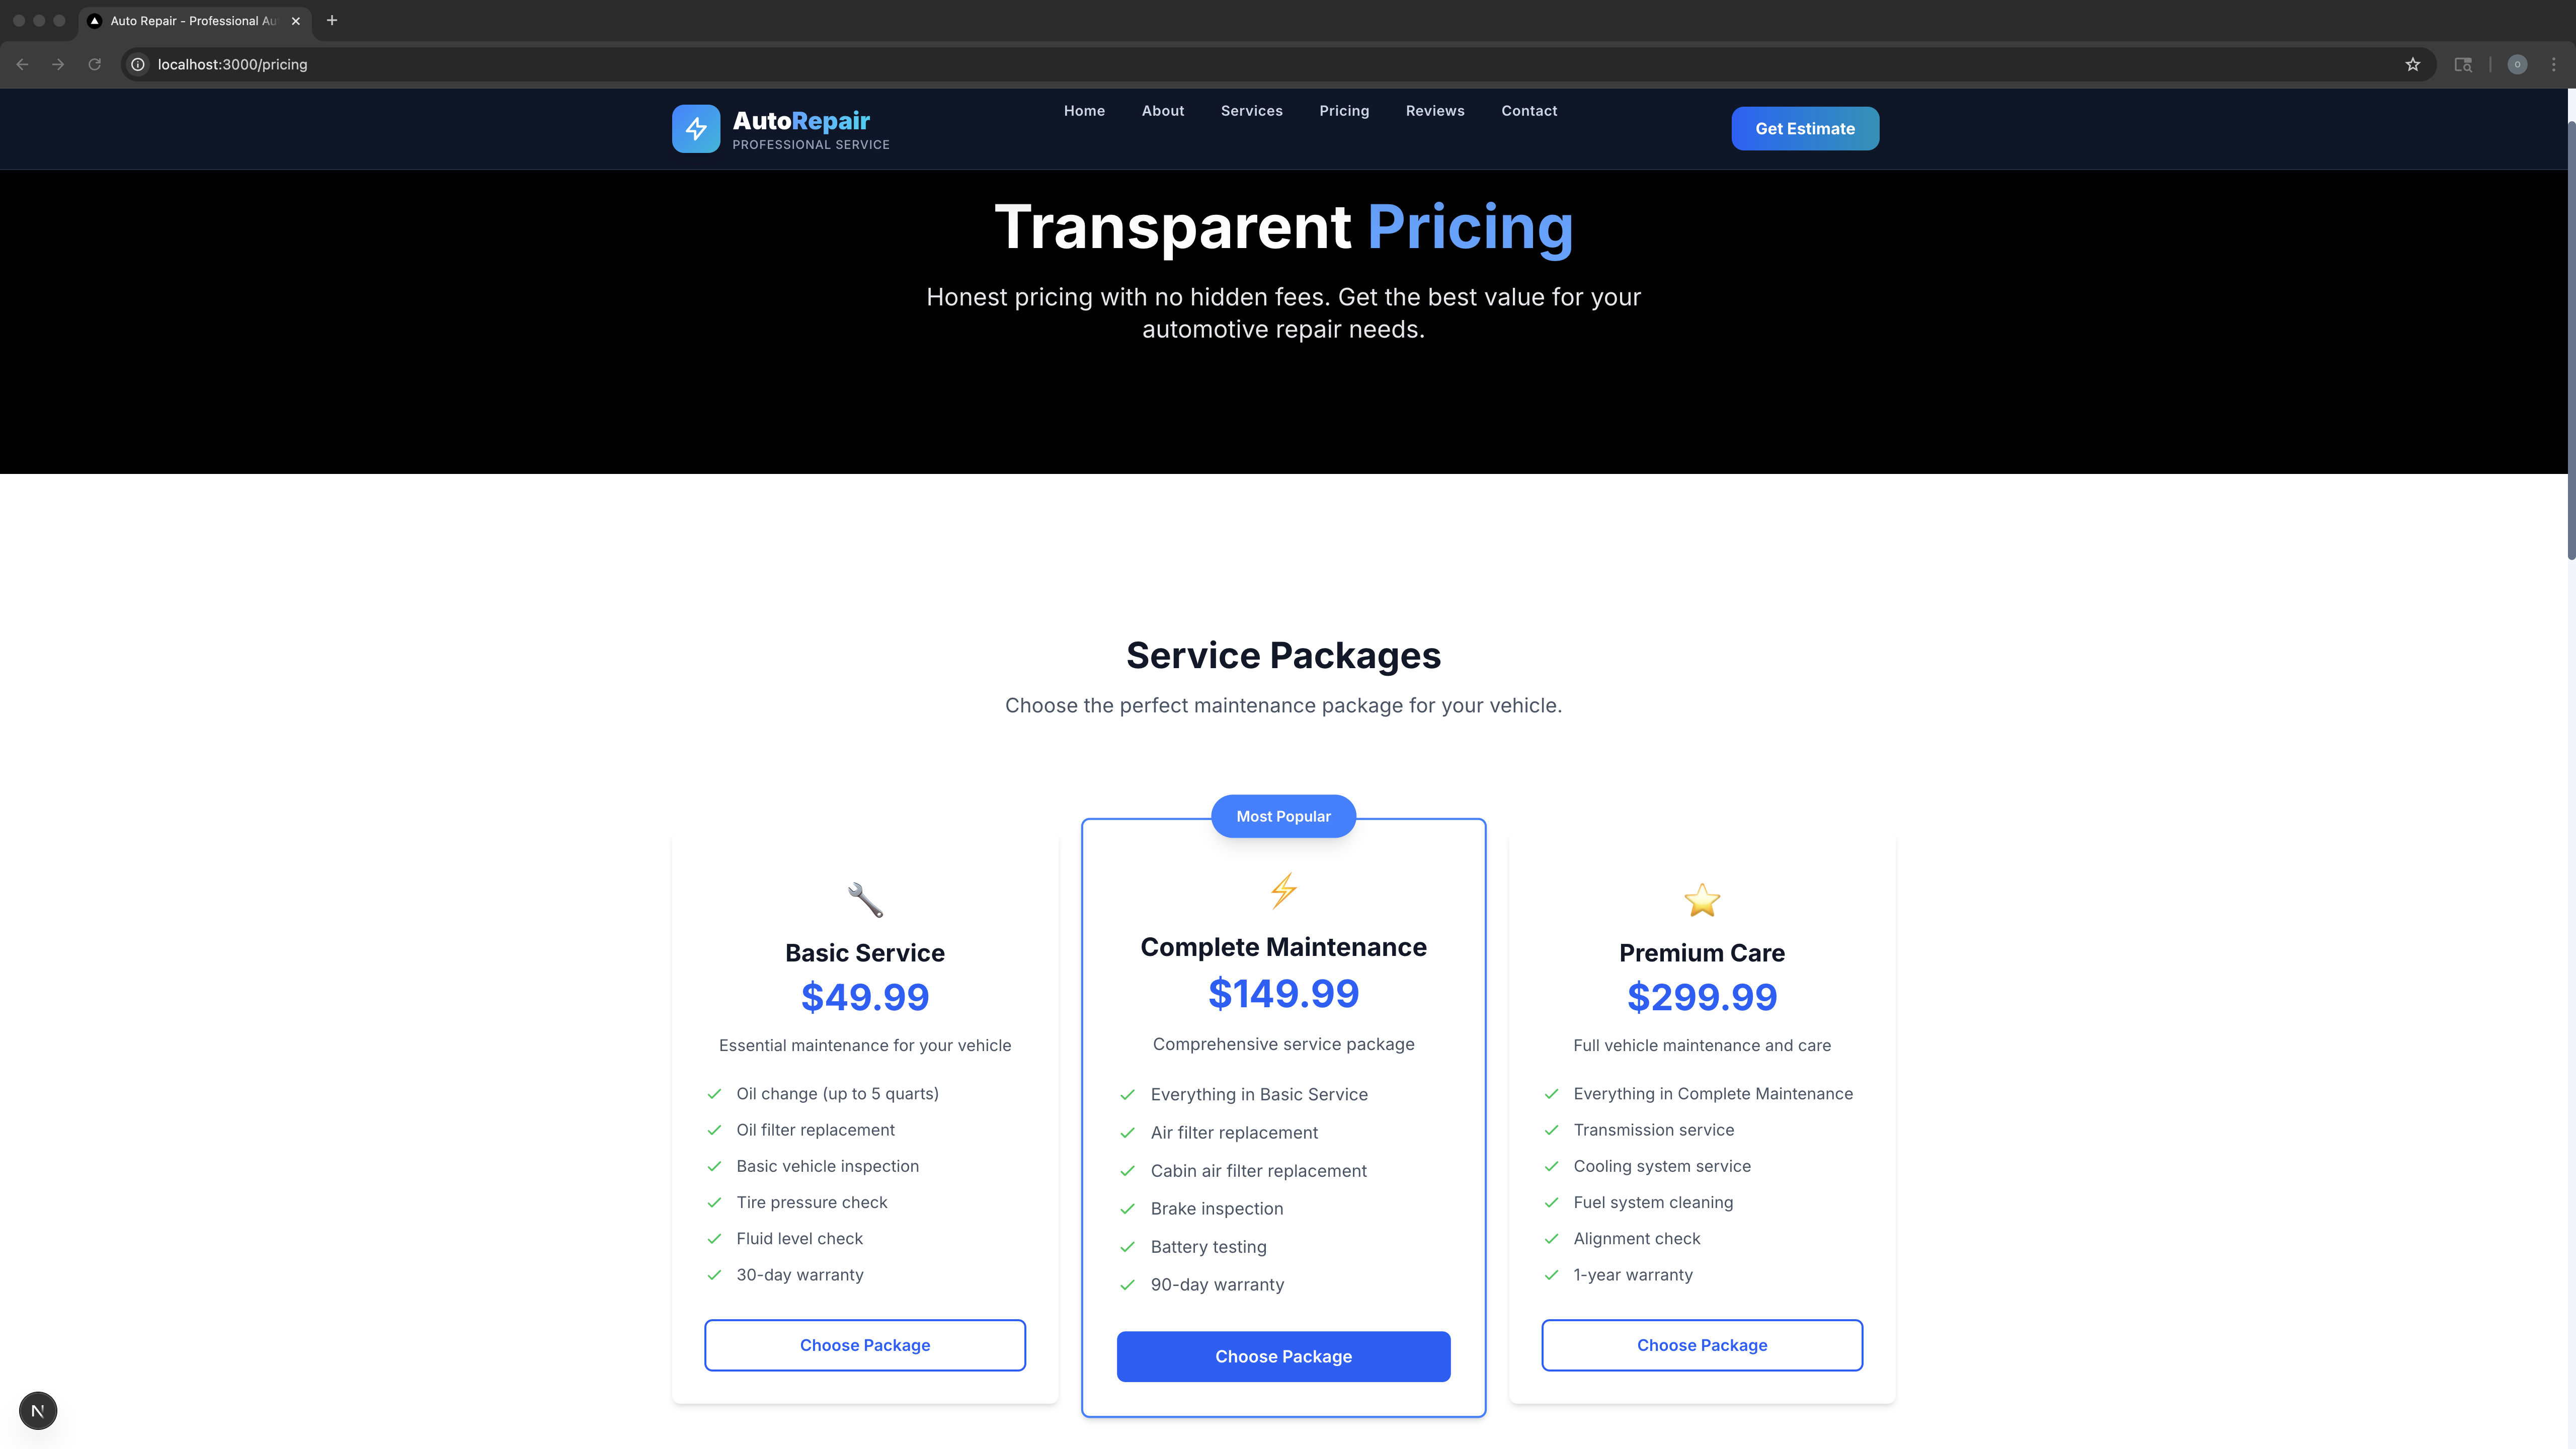 Auto Repair - Professional Au
localhost:3000/pricing
AutoRepair
PROFESSIONAL SERVICE
Home About Services Pricing Reviews Contact
Get Estimate
Transparent Pricing
Honest pricing with no hidden fees. Get the best value for your
automotive repair needs.
Service Packages
Choose the perfect maintenance package for your vehicle.
Basic Service
$49.99
Essential maintenance for your vehicle
Oil change (up to 5 quarts)
Oil filter replacement
Basic vehicle inspection
Tire pressure check
Fluid level check
30-day warranty
Choose Package
Most Popular
Complete Maintenance
$149.99
Comprehensive service package
Everything in Basic Service
Air filter replacement
Cabin air filter replacement
Brake inspection
Battery testing
90-day warranty
Choose Package
Premium Care
$299.99
Full vehicle maintenance and care
Everything in Complete Maintenance
Transmission service
Cooling system service
Fuel system cleaning
Alignment check
1-year warranty
Choose Package
N